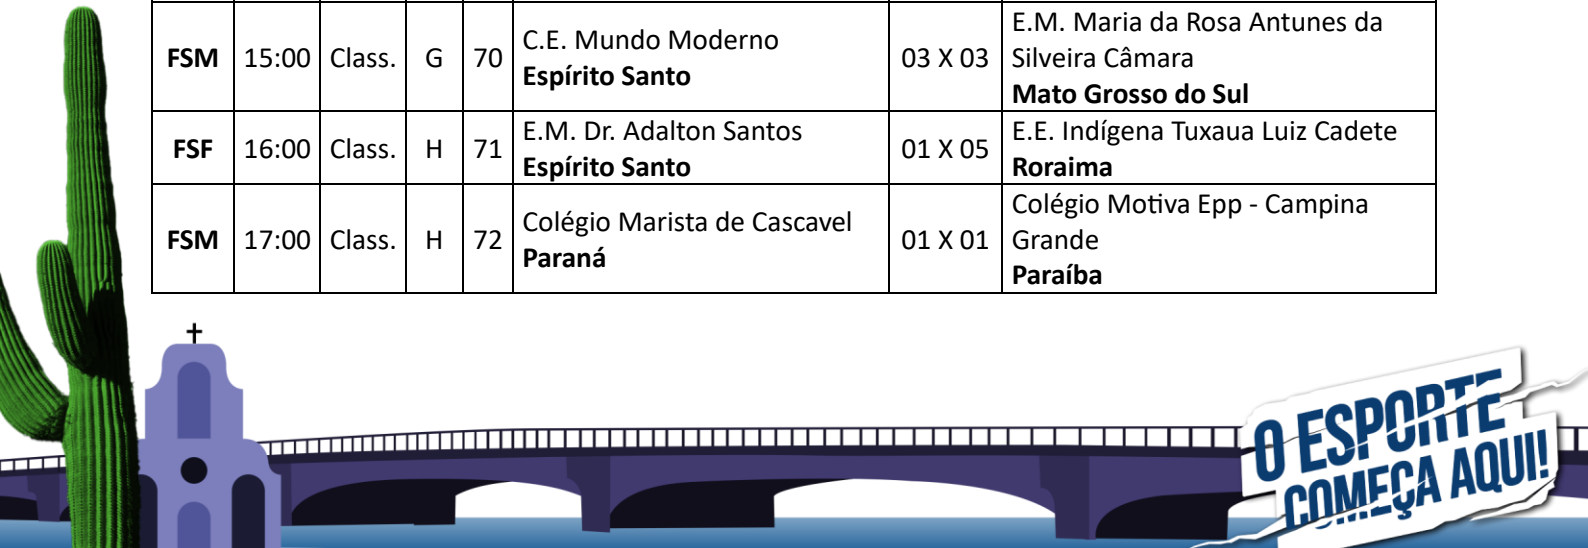 FSM 15:00 Class. G 70 C.E. Mundo Moderno
Espírito Santo
03 X 03 E.M. Maria da Rosa Antunes da
Silveira Câmara
Mato Grosso do Sul
FSF 16:00 Class. H 71 E.M. Dr. Adalton Santos
Espírito Santo
01 X 05 E.E. Indígena Tuxaua Luiz Cadete
Roraima
FSM 17:00 Class. H 72 Colégio Marista de Cascavel
Paraná
01 X 01 Colégio Motiva Epp - Campina
Grande
Paraíba
O ESPORTE
COMEÇA AQUI!